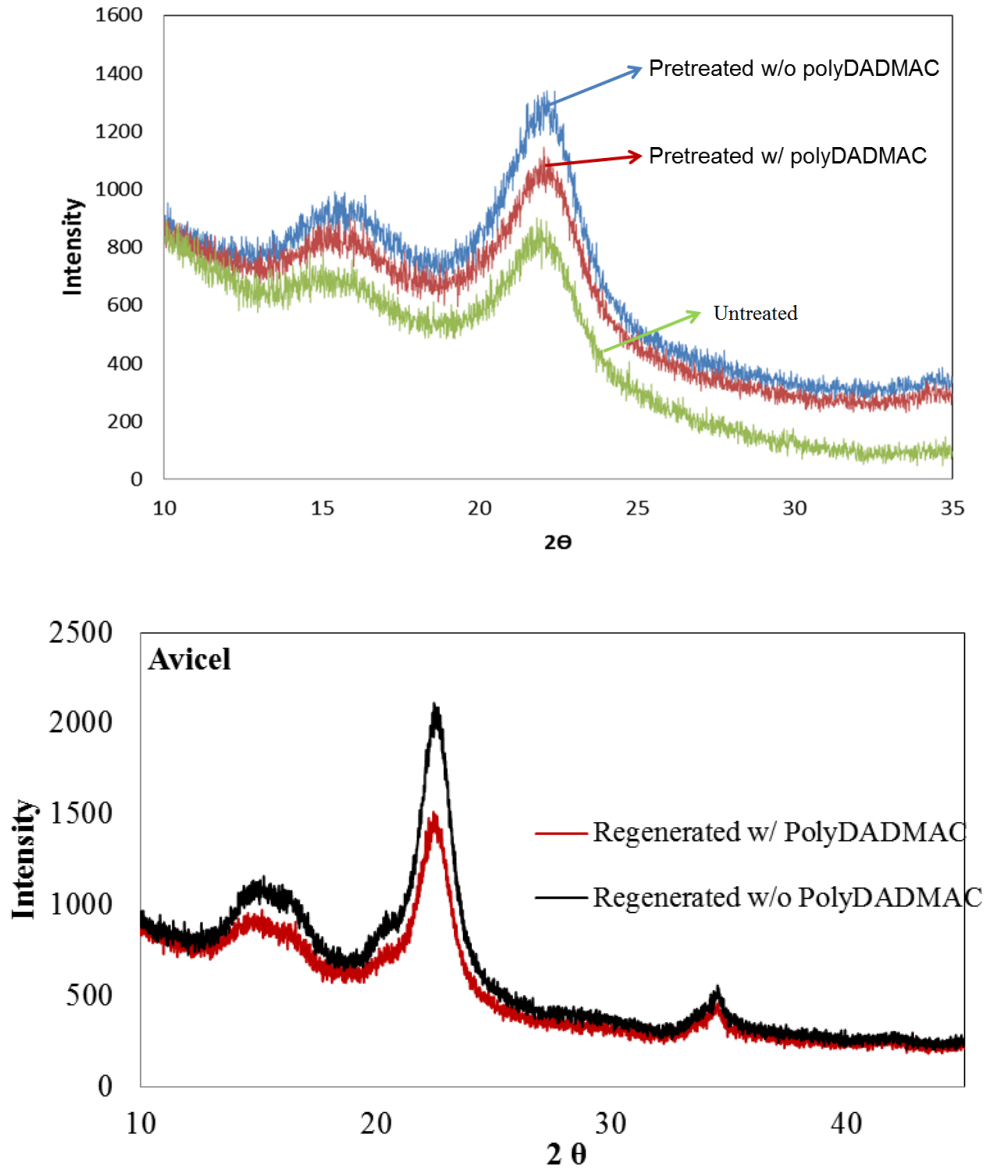 1600
1400
1200
1000
800
600
400
200
0
Intensity
Pretreated w/o polyDADMAC
Pretreated w/ polyDADMAC
Untreated
10 15 20 25 30 35
2Θ
2500
2000
1500
1000
500
0
Intensity
Avicel
Regenerated w/ PolyDADMAC
Regenerated w/o PolyDADMAC
10 20 30 40
2 θ